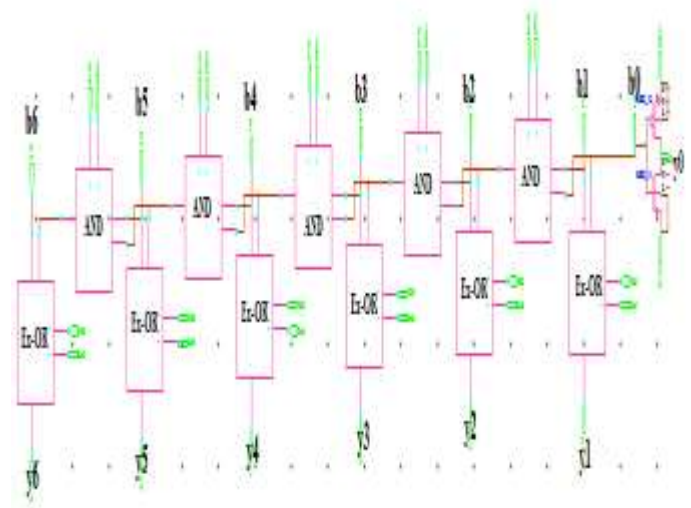 b6
b5
b4
b3
b2
b1
b0
y0
AND
AND
AND
AND
AND
Ex-OR
Ex-OR
Ex-OR
Ex-OR
Ex-OR
Ex-OR
y6
y5
y4
y3
y2
y1